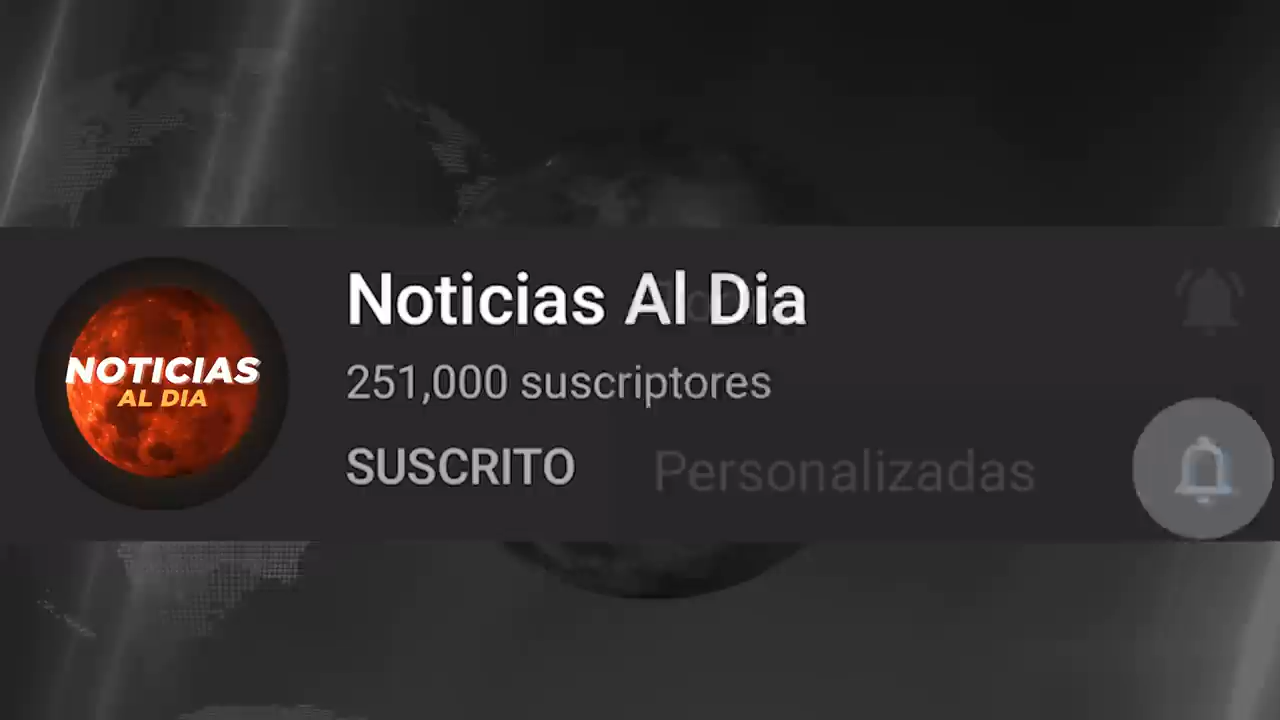 NOTICIAS
AL DIA
Noticias Al Dia
251,000 suscriptores
SUSCRITO
Personalizadas